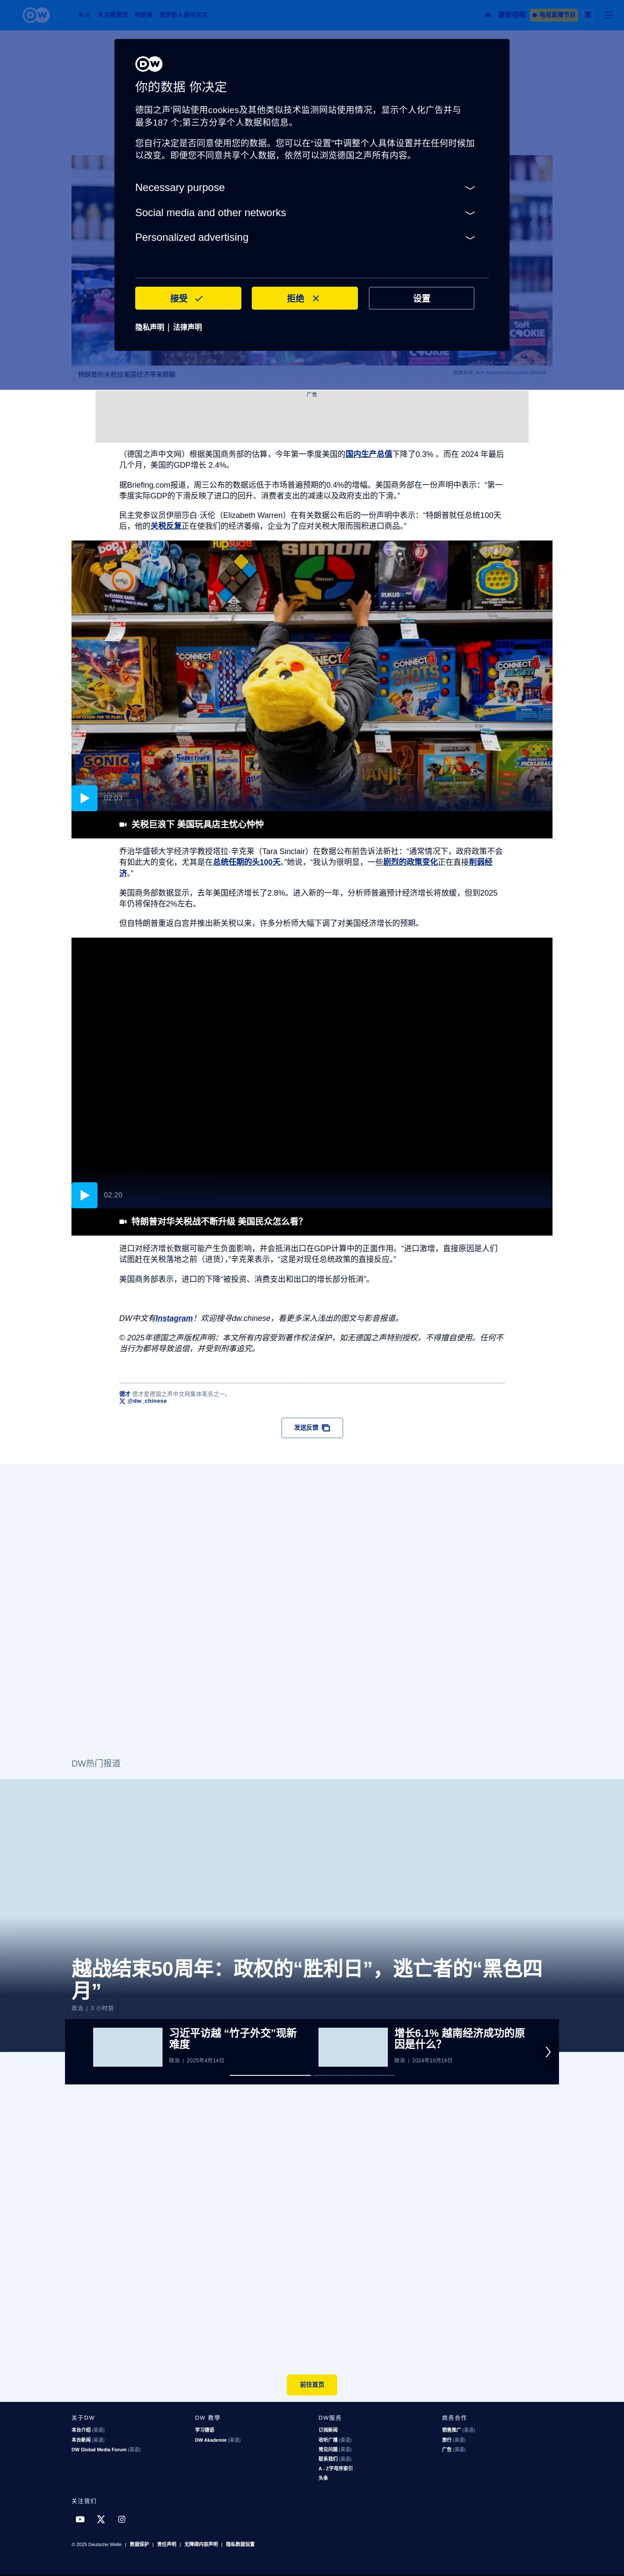 DW
焦点
最新视频
电视直播节目
DW
你的数据 你决定
德国之声'网站使用cookies及其他类似技术监测网站使用情况，显示个人化广告并与
最多187 个;第三方分享个人数据和信息。
您自行决定是否同意使用您的数据。您可以在“设置”中调整个人具体设置并在任何时候加
以改变。即便您不同意共享个人数据，依然可以浏览德国之声所有内容。
Necessary purpose
Social media and other networks
Personalized advertising
接受
拒绝
设置
隐私声明 | 法律声明
特朗普的关税给美国经济带来颠簸
广告
（德国之声中文网）根据美国商务部的估算，今年第一季度美国的国内生产总值下降了0.3% 。而在 2024 年最后
几个月，美国的GDP增长 2.4%。
据Briefing.com报道，周三公布的数据远低于市场普遍预期的0.4%的增幅。美国商务部在一份声明中表示：“第一
季度实际GDP的下滑反映了进口的回升、消费者支出的减速以及政府支出的下滑。”
民主党参议员伊丽莎白·沃伦（Elizabeth Warren）在有关数据公布后的一份声明中表示：“特朗普就任总统100天
后，他的关税反复正在使我们的经济萎缩，企业为了应对关税大限而囤积进口商品。”
POP IT!
SIMON
RUKUS
CONNECT 4
CONNECT 4
CONNECT 4
SHOTS
SONIC
02:03
关税巨浪下 美国玩具店主忧心忡忡
乔治华盛顿大学经济学教授塔拉·辛克莱（Tara Sinclair）在数据公布前告诉法新社：“通常情况下，政府政策不会
有如此大的变化，尤其是在总统任期的头100天。”她说，“我认为很明显，一些剧烈的政策变化正在直接削弱经
济。”
美国商务部数据显示，去年美国经济增长了2.8%。进入新的一年，分析师普遍预计经济增长将放缓，但到2025
年仍将保持在2%左右。
但自特朗普重返白宫并推出新关税以来，许多分析师大幅下调了对美国经济增长的预期。
02:20
特朗普对华关税战不断升级 美国民众怎么看？
进口对经济增长数据可能产生负面影响，并会抵消出口在GDP计算中的正面作用。“进口激增，直接原因是人们
试图赶在关税落地之前（进货），”辛克莱表示，“这是对现任总统政策的直接反应。”
美国商务部表示，进口的下降“被投资、消费支出和出口的增长部分抵消”。
DW中文有Instagram！欢迎搜寻dw.chinese，看更多深入浅出的图文与影音报道。
© 2025年德国之声版权声明：本文所有内容受到著作权法保护，如无德国之声特别授权，不得擅自使用。任何不
当行为都将导致追偿，并受到刑事追究。
德才 德才是德国之声中文网集体笔名之一。
@dw_chinese
发送反馈
DW热门报道
越战结束50周年：政权的“胜利日”，逃亡者的“黑色四
月”
政治 | 3 小时前
习近平访越 “竹子外交”现新
难度
政治 | 2025年4月14日
增长6.1% 越南经济成功的原
因是什么？
政治 | 2024年10月16日
前往首页
关于DW
本台介绍 (英语)
本台新闻 (英语)
DW Global Media Forum (英语)
DW 教學
学习德语
DW Akademie (英语)
DW服务
订阅新闻
收听广播 (英语)
常见问题 (英语)
联系我们 (英语)
A - Z字母序索引
头条
商务合作
销售推广 (英语)
旅行 (英语)
广告 (英语)
关注我们
© 2025 Deutsche Welle | 数据保护 | 责任声明 | 无障碍内容声明 | 隐私数据设置